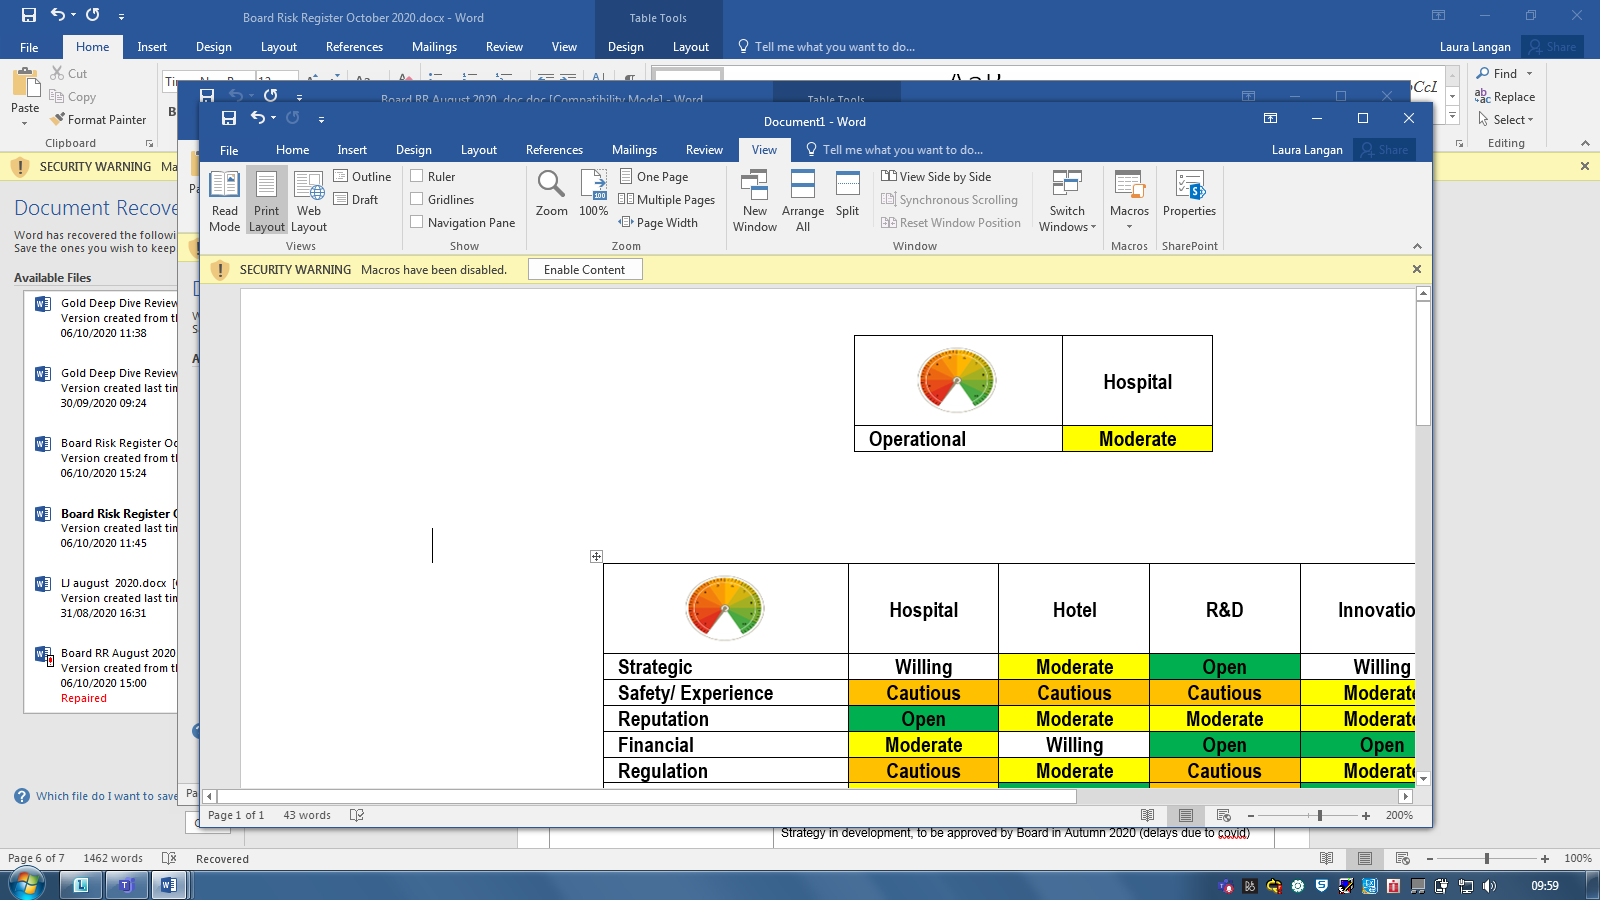 Board Risk Register October 2020.docx - Word
Table Tools
File Home Insert Design Layout References Mailings Review View Design Layout Tell me what you want to do...
Laura Langan Share
Paste
Cut
Copy
Format Painter
Clipboard
Find
Replace
Select
Editing
SECURITY WARNING
Board RR August 2020 .doc.doc [Compatibility Mode] - Word
Table Tools
Document1 - Word
File Home Insert Design Layout References Mailings Review View Tell me what you want to do...
Laura Langan Share
Read Mode
Print Layout
Web Layout
Outline
Draft
Views
Ruler
Gridlines
Navigation Pane
Show
Zoom
100%
One Page
Multiple Pages
Page Width
Zoom
New Window
Arrange All
Split
View Side by Side
Synchronous Scrolling
Reset Window Position
Window
Switch Windows
Macros
Macros
Properties
SharePoint
SECURITY WARNING Macros have been disabled. Enable Content
Document Recove
Word has recovered the followi
Save the ones you wish to keep
Available Files
Gold Deep Dive Review
Version created from th
06/10/2020 11:38
Gold Deep Dive Review
Version created last tim
30/09/2020 09:24
Board Risk Register Oc
Version created from th
06/10/2020 15:24
Board Risk Register O
Version created last tim
06/10/2020 11:45
LJ august 2020.docx [
Version created last tim
31/08/2020 16:31
Board RR August 2020
Version created from th
06/10/2020 15:00
Repaired
Which file do I want to save
Hospital
Operational Moderate
Hospital Hotel R&D Innovatio
Strategic Willing Moderate Open Willing
Safety/ Experience Cautious Cautious Cautious Moderate
Reputation Open Moderate Moderate Moderate
Financial Moderate Willing Open Open
Regulation Cautious Moderate Cautious Moderate
Page 1 of 1 43 words 200%
Strategy in development, to be approved by Board in Autumn 2020 (delays due to covid)
Page 6 of 7 1462 words Recovered 100%
09:59